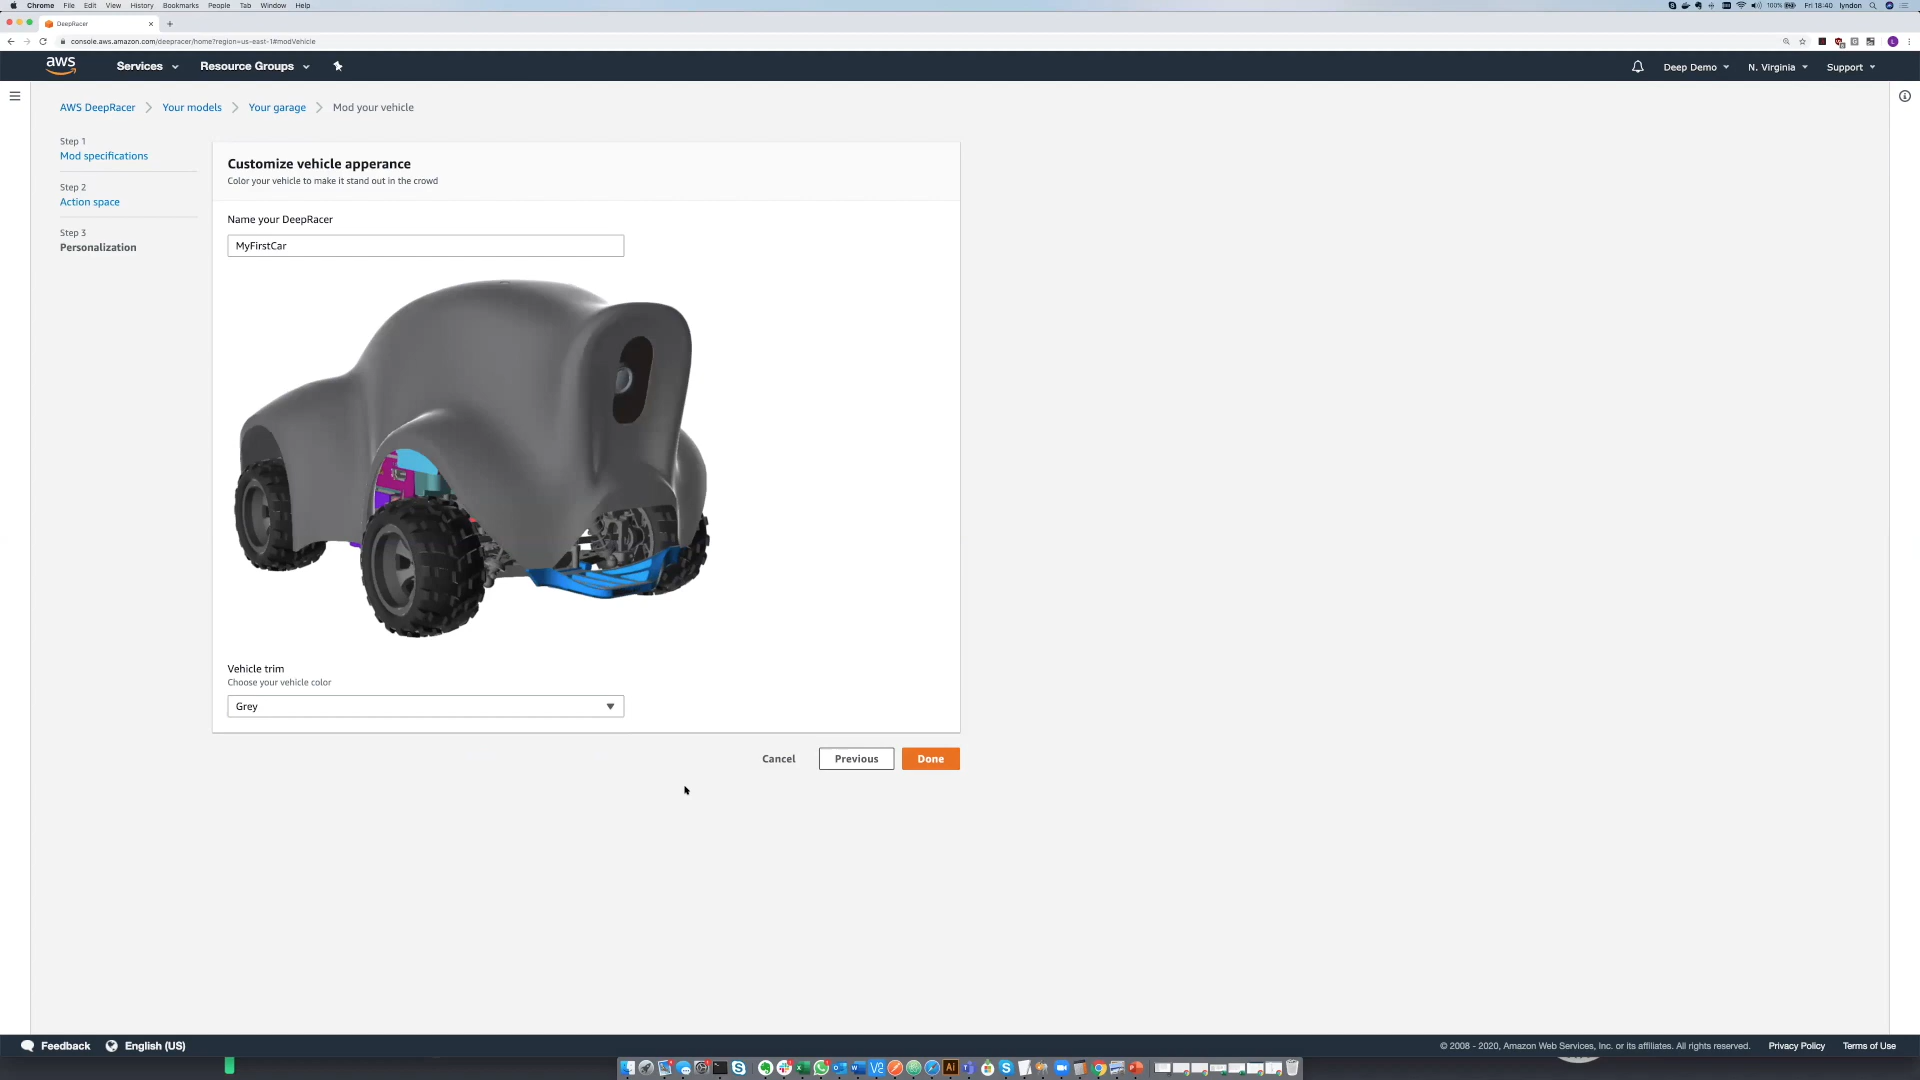 Chrome File Edit View History Bookmarks People Tab Window Help
100% Fri 18:40 lyndon
DeepRacer
console.aws.amazon.com/deepracer/home?region=us-east-1#modVehicle
aws Services Resource Groups Deep Demo N. Virginia Support
AWS DeepRacer Your models Your garage Mod your vehicle
Step 1
Mod specifications
Step 2
Action space
Step 3
Personalization
Customize vehicle apperance
Color your vehicle to make it stand out in the crowd
Name your DeepRacer
MyFirstCar
Vehicle trim
Choose your vehicle color
Grey
Cancel Previous Done
Feedback English (US) © 2008 - 2020, Amazon Web Services, Inc. or its affiliates. All rights reserved. Privacy Policy Terms of Use